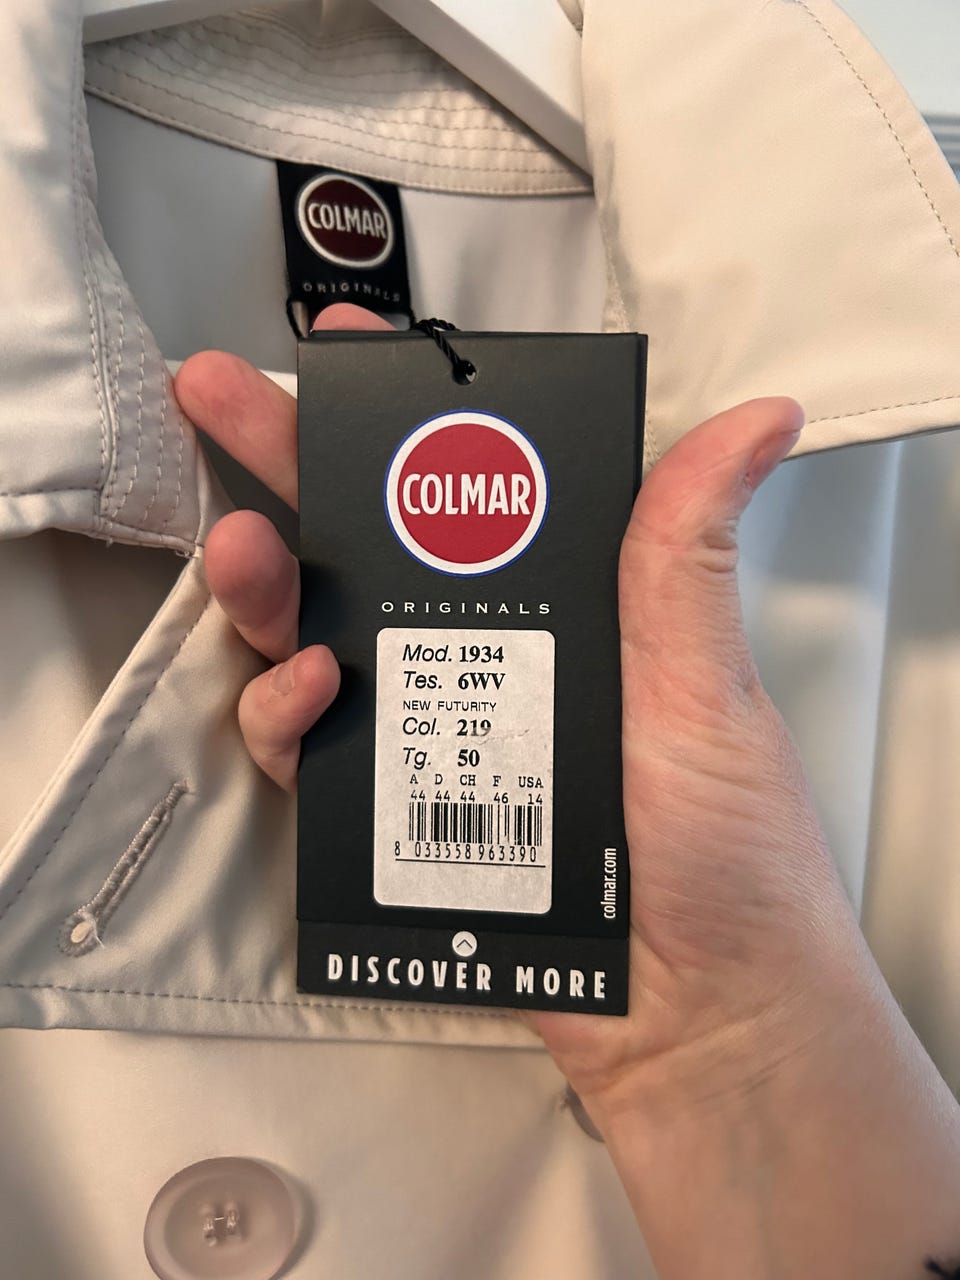 COLMAR
ORIGINALS
COLMAR
ORIGINALS
Mod. 1934
Tes. 6WV
NEW FUTURITY
Col. 219
Tg. 50
A D CH F USA
44 44 44 46 14
8 033558 963390
colmar.com
DISCOVER MORE